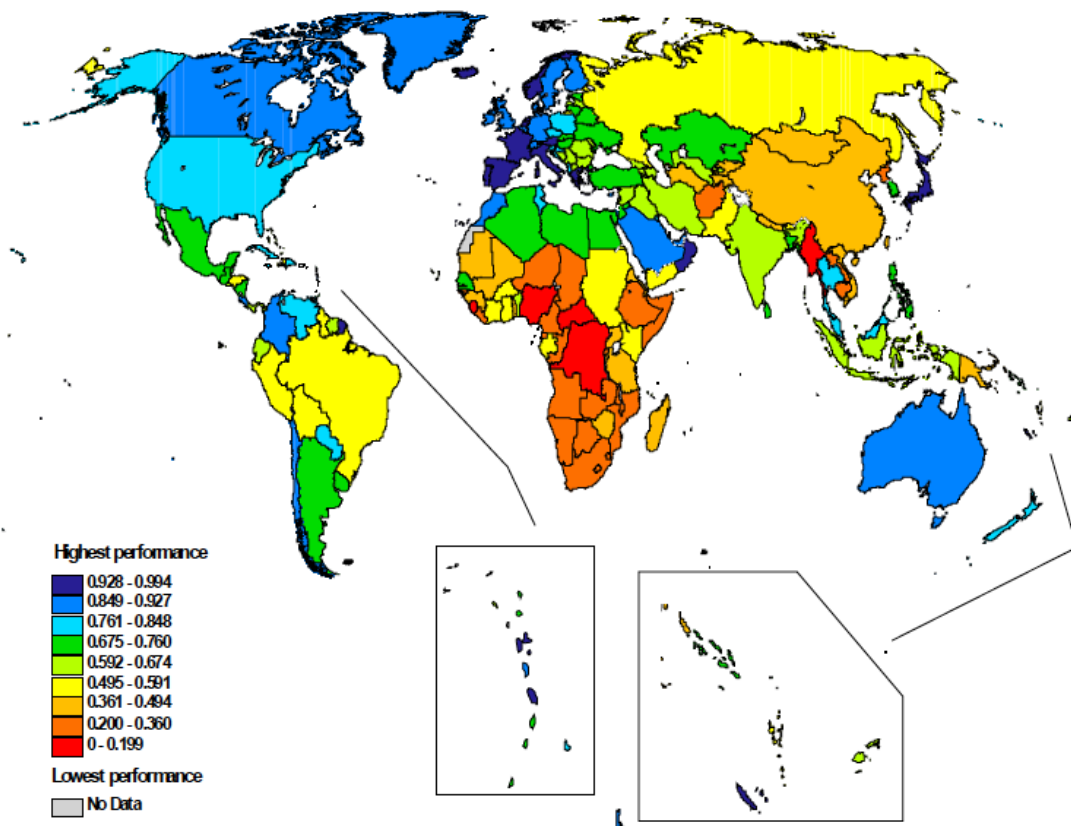 Highest performance
0.928 - 0.994
0.849 - 0.927
0.761 - 0.848
0.675 - 0.760
0.592 - 0.674
0.495 - 0.591
0.361 - 0.494
0.200 - 0.360
0 - 0.199
Lowest performance
No Data